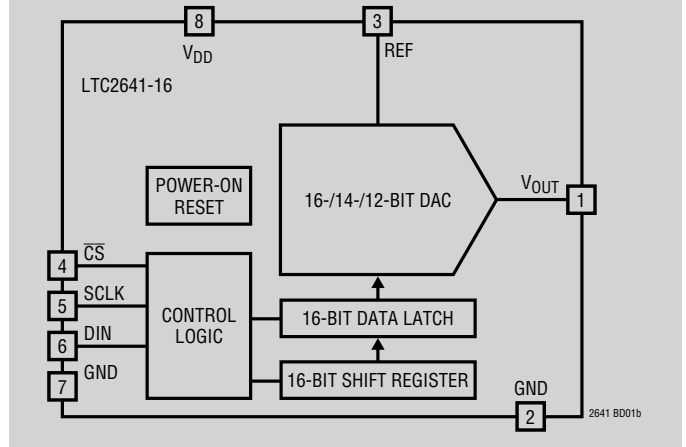 8
3
V_DD
REF
LTC2641-16
POWER-ON
RESET
16-/14-/12-BIT DAC
V_OUT
1
4
C̅S̅
5
SCLK
6
DIN
7
GND
CONTROL
LOGIC
16-BIT DATA LATCH
16-BIT SHIFT REGISTER
GND
2
2641 BD01b